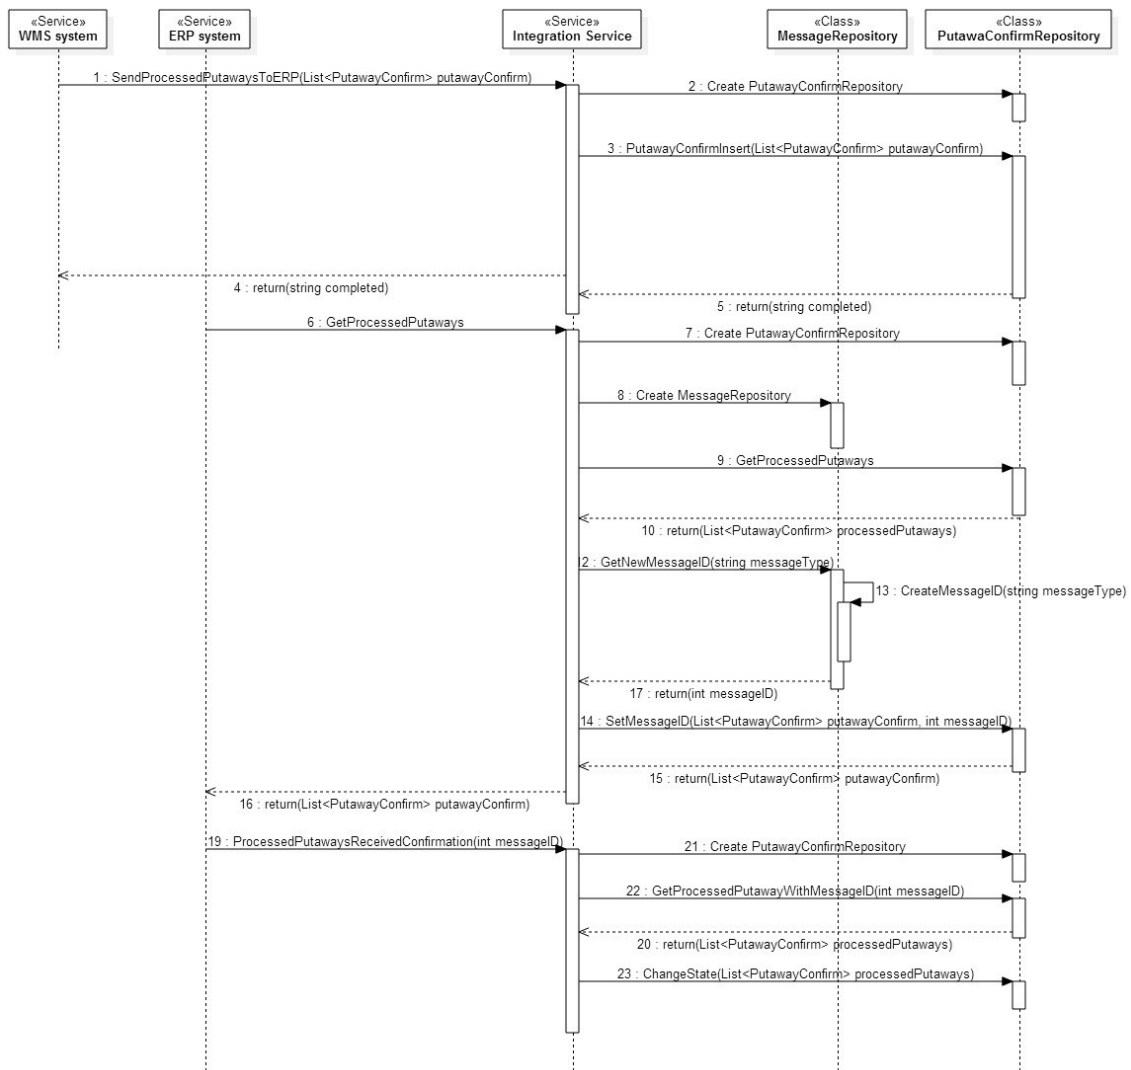 «Service»
WMS system
«Service»
ERP system
«Service»
Integration Service
«Class»
MessageRepository
«Class»
PutawaConfirmRepository
1 : SendProcessedPutawaysToERP(List<PutawayConfirm> putawayConfirm)
2 : Create PutawayConfirmRepository
3 : PutawayConfirmInsert(List<PutawayConfirm> putawayConfirm)
4 : return(string completed)
5 : return(string completed)
6 : GetProcessedPutaways
7 : Create PutawayConfirmRepository
8 : Create MessageRepository
9 : GetProcessedPutaways
10 : return(List<PutawayConfirm> processedPutaways)
12 : GetNewMessageID(string messageType)
13 : CreateMessageID(string messageType)
17 : return(int messageID)
14 : SetMessageID(List<PutawayConfirm> putawayConfirm, int messageID)
15 : return(List<PutawayConfirm> putawayConfirm)
16 : return(List<PutawayConfirm> putawayConfirm)
19 : ProcessedPutawaysReceivedConfirmation(int messageID)
21 : Create PutawayConfirmRepository
22 : GetProcessedPutawayWithMessageID(int messageID)
20 : return(List<PutawayConfirm> processedPutaways)
23 : ChangeState(List<PutawayConfirm> processedPutaways)